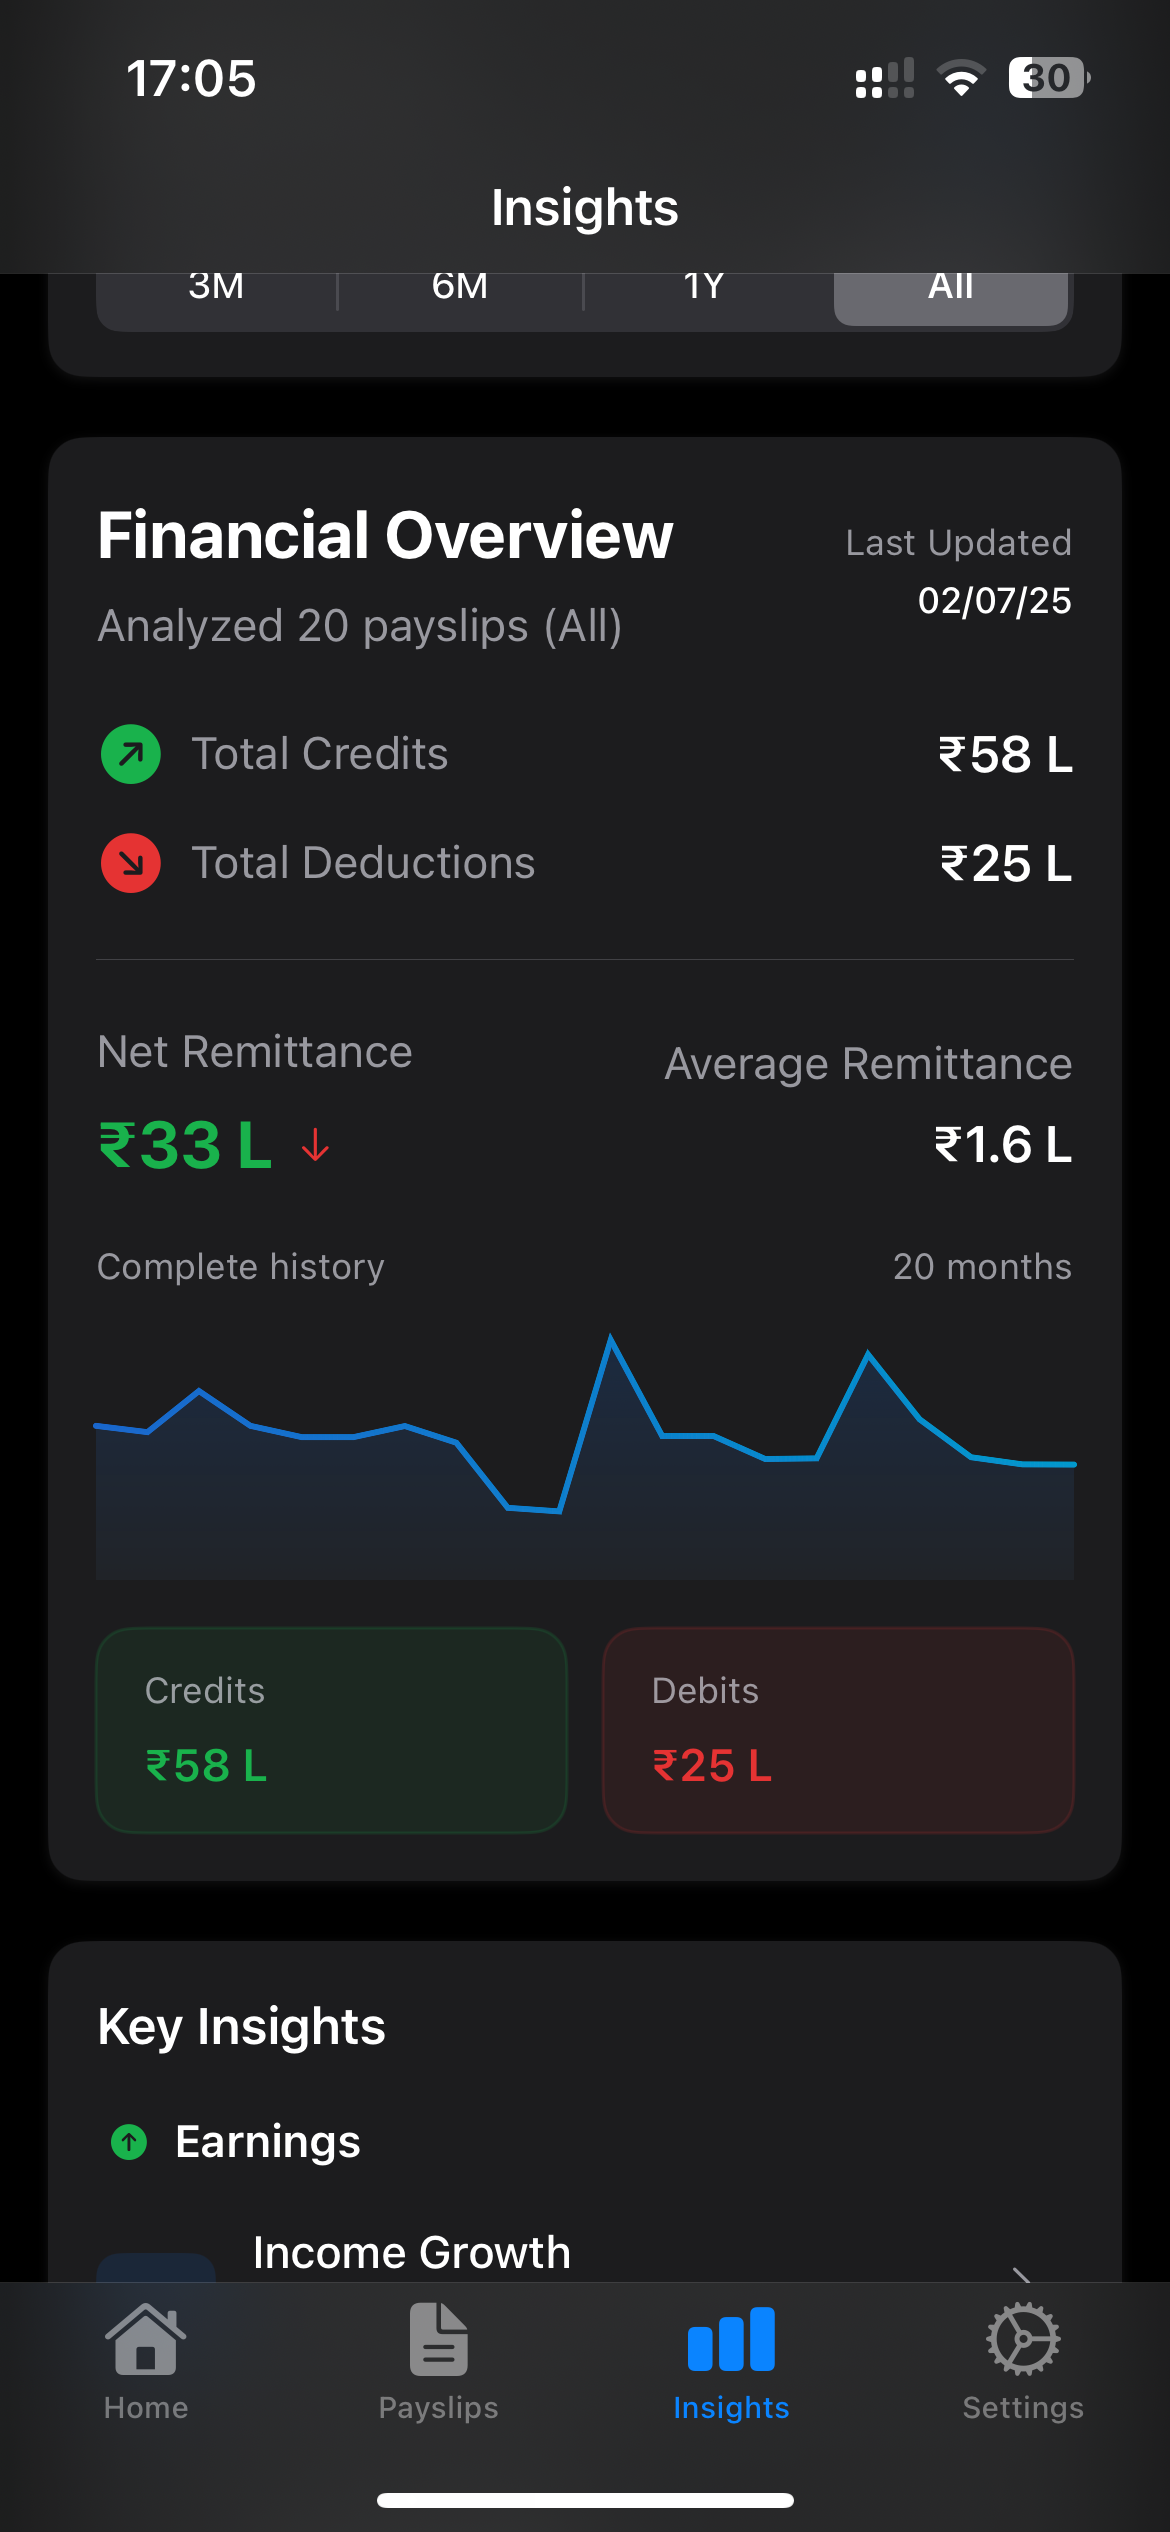 17:05
30
Insights
3M 6M 1Y All
Financial Overview
Last Updated
02/07/25
Analyzed 20 payslips (All)
Total Credits ₹58 L
Total Deductions ₹25 L
Net Remittance
Average Remittance
₹33 L
₹1.6 L
Complete history 20 months
Credits
₹58 L
Debits
₹25 L
Key Insights
Earnings
Income Growth
Home Payslips Insights Settings